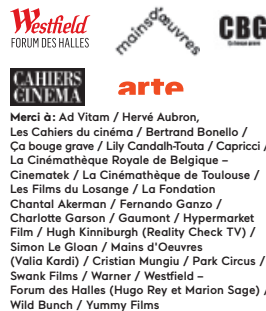 Westfield
FORUM DES HALLES
mainsdœuvres
CBG
Ça bouge grave
CAHIERS
CINEMA
arte
Merci à : Ad Vitam / Hervé Aubron,
Les Cahiers du cinéma / Bertrand Bonello /
Ça bouge grave / Lily Candalh-Touta / Capricci /
La Cinémathèque Royale de Belgique –
Cinematek / La Cinémathèque de Toulouse /
Les Films du Losange / La Fondation
Chantal Akerman / Fernando Ganzo /
Charlotte Garson / Gaumont / Hypermarket
Film / Hugh Kinniburgh (Reality Check TV) /
Simon Le Gloan / Mains d'Oeuvres
(Valia Kardi) / Cristian Mungiu / Park Circus /
Swank Films / Warner / Westfield –
Forum des Halles (Hugo Rey et Marion Sage) /
Wild Bunch / Yummy Films